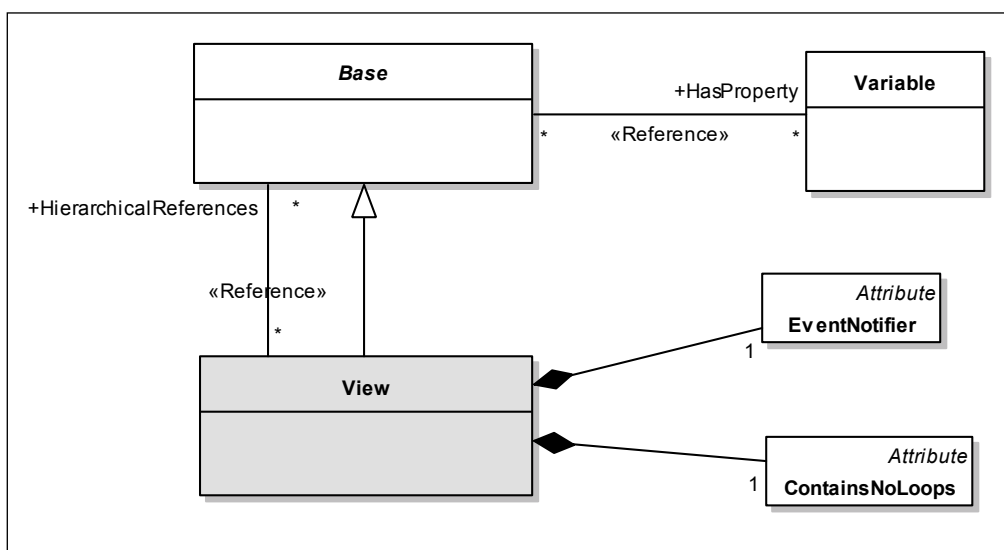 Base
Variable
+HasProperty
*
«Reference»
*
+HierarchicalReferences
*
«Reference»
*
Attribute
EventNotifier
1
View
Attribute
ContainsNoLoops
1